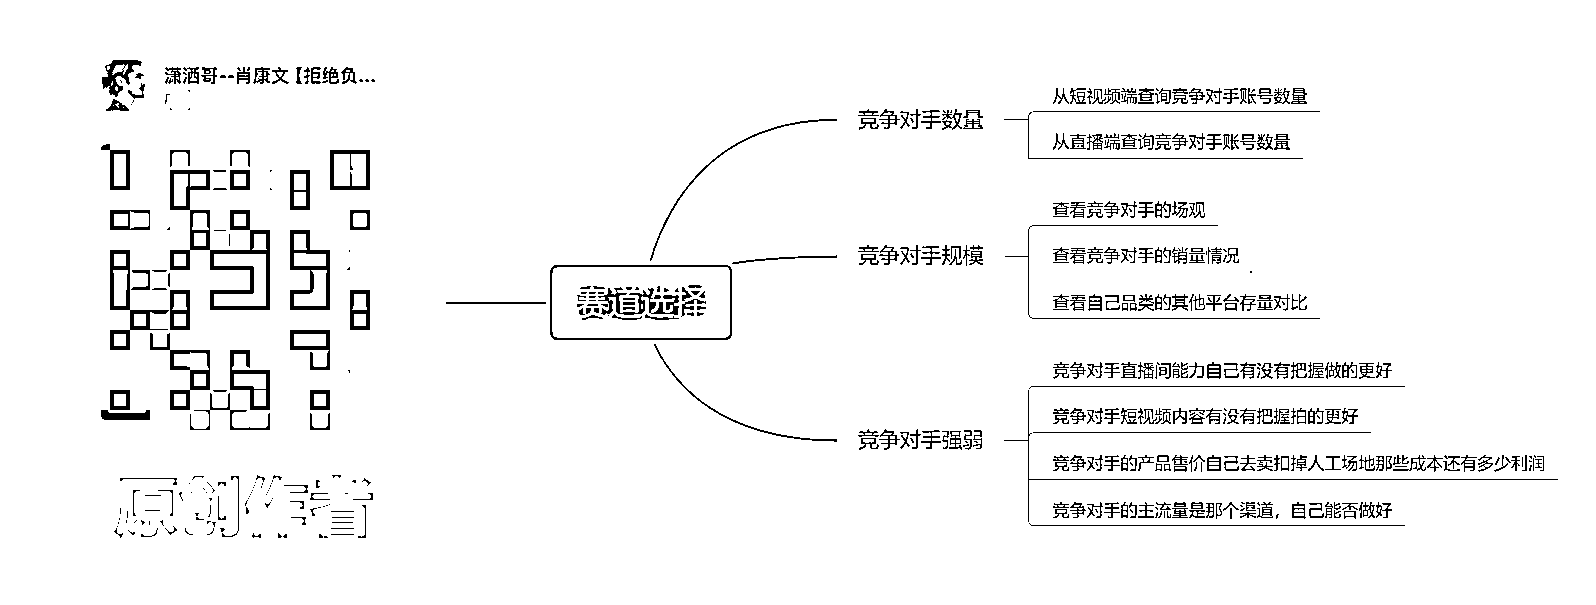 潇洒哥--肖康文【拒绝负...
原创作者
赛道选择
竞争对手数量
从短视频端查询竞争对手账号数量
从直播端查询竞争对手账号数量
竞争对手规模
查看竞争对手的场观
查看竞争对手的销量情况
查看自己品类的其他平台存量对比
竞争对手强弱
竞争对手直播间能力自己有没有把握做的更好
竞争对手短视频内容有没有把握拍的更好
竞争对手的产品售价自己去卖扣掉人工场地那些成本还有多少利润
竞争对手的主流量是那个渠道，自己能否做好